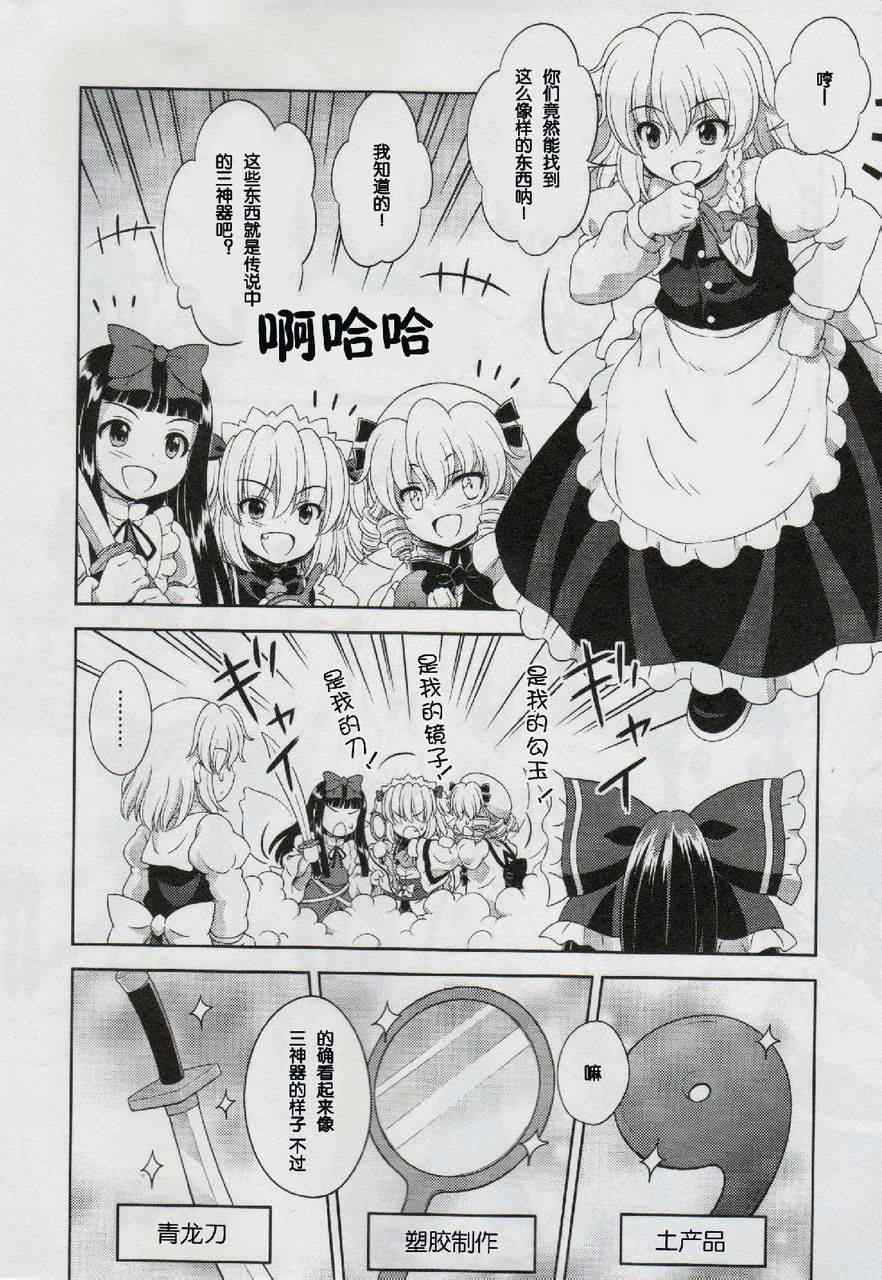 哼—
你们竟然能找到
这么像样的东西呐！
我知道的！
这些东西就是传说中
的三神器吧？
啊哈哈
ギャイ
是我的勾玉！
是我的镜子！
是我的刀！
ギャイ
………
嘛
的确看起来像
三神器的样子 不过
土产品
塑胶制作
青龙刀